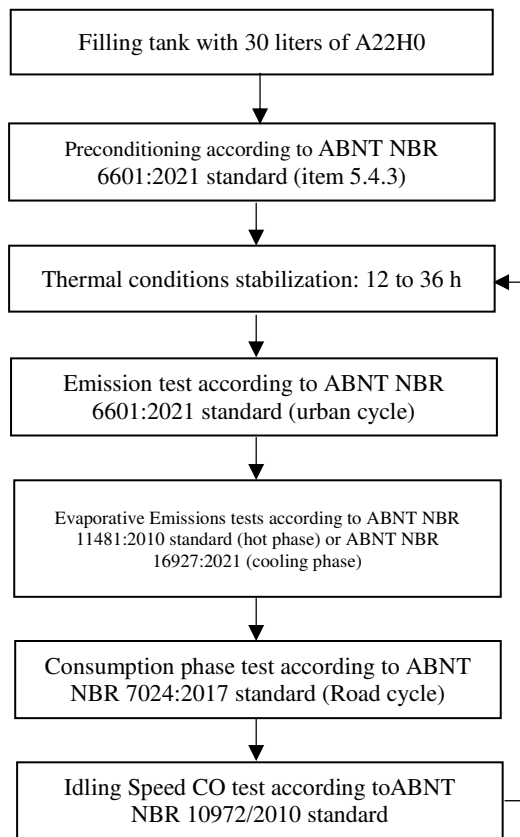 Filling tank with 30 liters of A22H0
Preconditioning according to ABNT NBR
6601:2021 standard (item 5.4.3)
Thermal conditions stabilization: 12 to 36 h
Emission test according to ABNT NBR
6601:2021 standard (urban cycle)
Evaporative Emissions tests according to ABNT NBR
11481:2010 standard (hot phase) or ABNT NBR
16927:2021 (cooling phase)
Consumption phase test according to ABNT
NBR 7024:2017 standard (Road cycle)
Idling Speed CO test according toABNT
NBR 10972/2010 standard